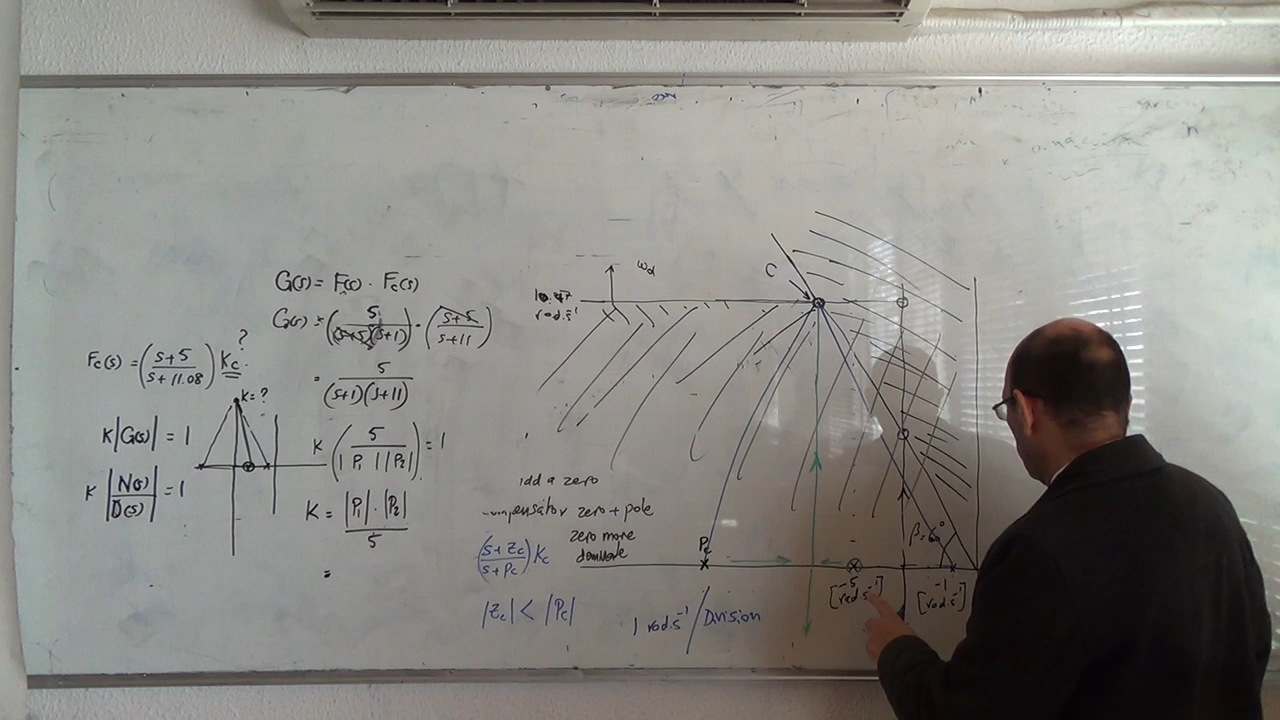 G(s) = F(s) · Fc(s)
G(s) = (5 / (s+5)(s+1)) · (s+5 / s+11)
= 5 / (s+1)(s+11)
K (5 / |P1| |P2|) = 1
K = |P1| · |P2| / 5
=
?
Fc(s) = (s+5 / s+11.08) Kc
K|G(s)| = 1
K |N(s) / D(s)| = 1
K = ?
add a zero
compensator zero + pole
zero more
dominate
(s+Zc / s+Pc) Kc
|Zc| < |Pc|
1 rad.s⁻¹ / Division
ωd
rad.s⁻¹
C
Pc
β=60°
-5
[rad.s⁻¹]
-1
[rad.s⁻¹]